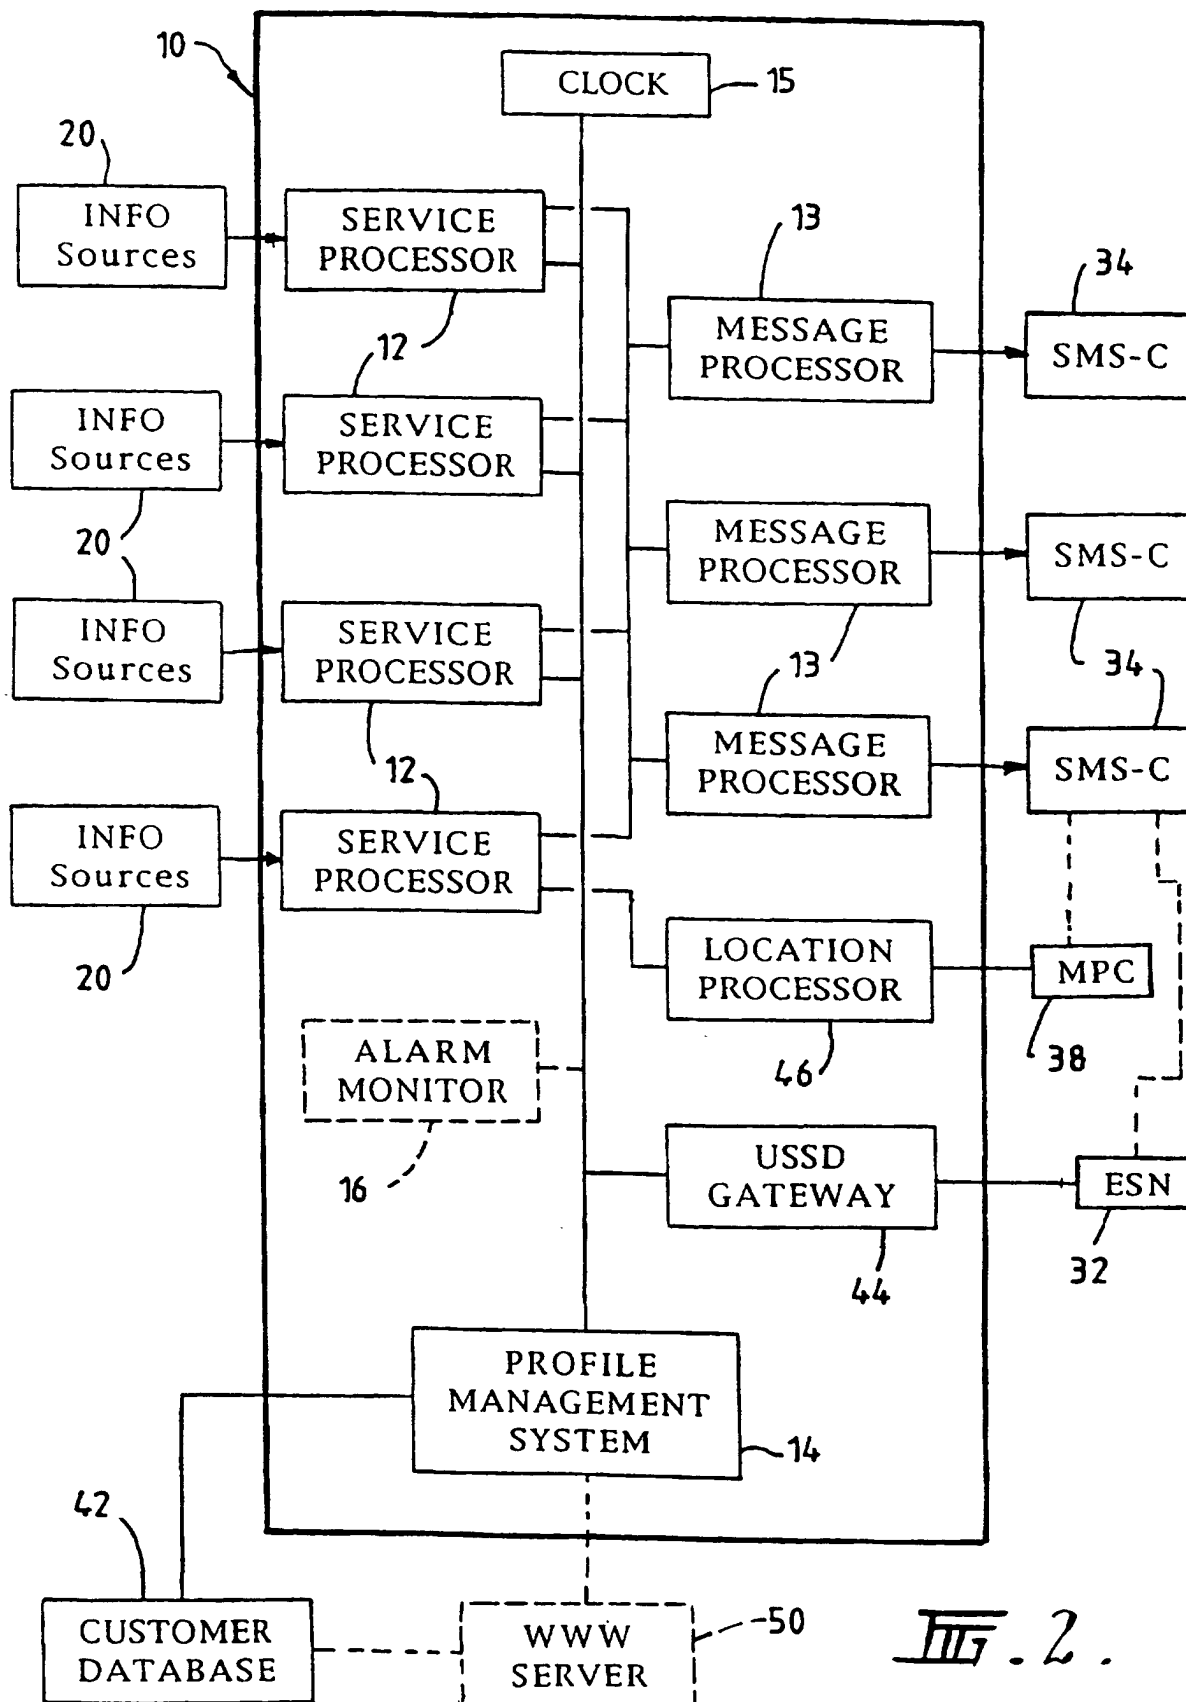 10
CLOCK
15
20
INFO
Sources
SERVICE
PROCESSOR
13
34
MESSAGE
PROCESSOR
SMS-C
12
INFO
Sources
SERVICE
PROCESSOR
20
MESSAGE
PROCESSOR
SMS-C
INFO
Sources
SERVICE
PROCESSOR
13
34
MESSAGE
PROCESSOR
SMS-C
12
INFO
Sources
SERVICE
PROCESSOR
20
LOCATION
PROCESSOR
MPC
46
38
ALARM
MONITOR
16
USSD
GATEWAY
ESN
44
32
PROFILE
MANAGEMENT
SYSTEM
14
42
CUSTOMER
DATABASE
WWW
SERVER
50
FIG. 2.